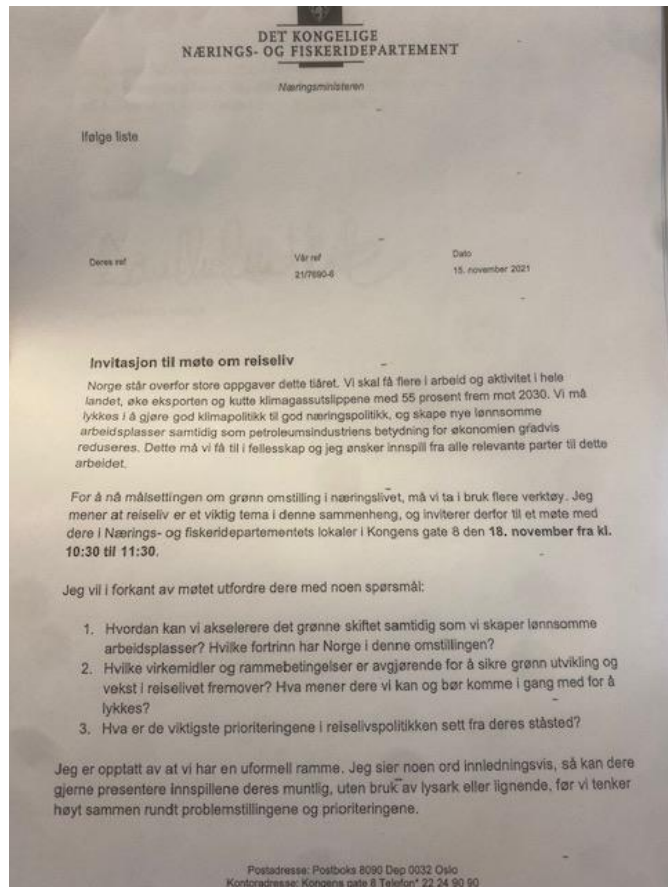 DET KONGELIGE
NÆRINGS- OG FISKERIDEPARTEMENT
Næringsministeren
Ifølge liste
Deres ref
Vår ref
Dato
21/7690-6
15. november 2021
Invitasjon til møte om reiseliv
Norge står overfor store oppgaver dette tiåret. Vi skal få flere i arbeid og aktivitet i hele
landet, øke eksporten og kutte klimagassutslippene med 55 prosent frem mot 2030. Vi må
lykkes i å gjøre god klimapolitikk til god næringspolitikk, og skape nye lønnsomme
arbeidsplasser samtidig som petroleumsindustriens betydning for økonomien gradvis
reduseres. Dette må vi få til i fellesskap og jeg ønsker innspill fra alle relevante parter til dette
arbeidet.
For å nå målsettingen om grønn omstilling i næringslivet, må vi ta i bruk flere verktøy. Jeg
mener at reiseliv er et viktig tema i denne sammenheng, og inviterer derfor til et møte med
dere i Nærings- og fiskeridepartementets lokaler i Kongens gate 8 den 18. november fra kl.
10:30 til 11:30.
Jeg vil i forkant av møtet utfordre dere med noen spørsmål:
1. Hvordan kan vi akselerere det grønne skiftet samtidig som vi skaper lønnsomme
arbeidsplasser? Hvilke fortrinn har Norge i denne omstillingen?
2. Hvilke virkemidler og rammebetingelser er avgjørende for å sikre grønn utvikling og
vekst i reiselivet fremover? Hva mener dere vi kan og bør komme i gang med for å
lykkes?
3. Hva er de viktigste prioriteringene i reiselivspolitikken sett fra deres ståsted?
Jeg er opptatt av at vi har en uformell ramme. Jeg sier noen ord innledningsvis, så kan dere
gjerne presentere innspillene deres muntlig, uten bruk av lysark eller lignende, før vi tenker
høyt sammen rundt problemstillingene og prioriteringene.
Postadresse: Postboks 8090 Dep 0032 Oslo
Kontoradresse: Kongens gate 8 Telefon* 22 24 90 90